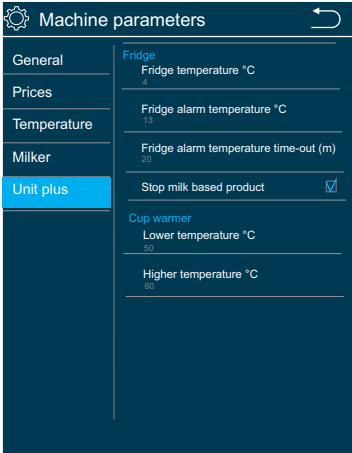 Machine parameters
General
Prices
Temperature
Milker
Unit plus
Fridge
Fridge temperature °C
4
Fridge alarm temperature °C
13
Fridge alarm temperature time-out (m)
20
Stop milk based product
Cup warmer
Lower temperature °C
50
Higher temperature °C
60